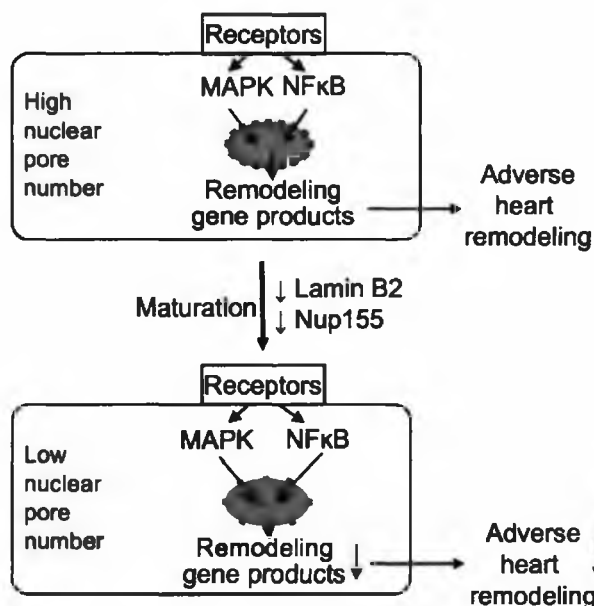 Receptors
MAPK NFκB
High
nuclear
pore
number
Remodeling
gene products
Adverse
heart
remodeling
Maturation
↓ Lamin B2
↓ Nup155
Receptors
MAPK NFκB
Low
nuclear
pore
number
Remodeling
gene products ↓
Adverse
heart
remodeling